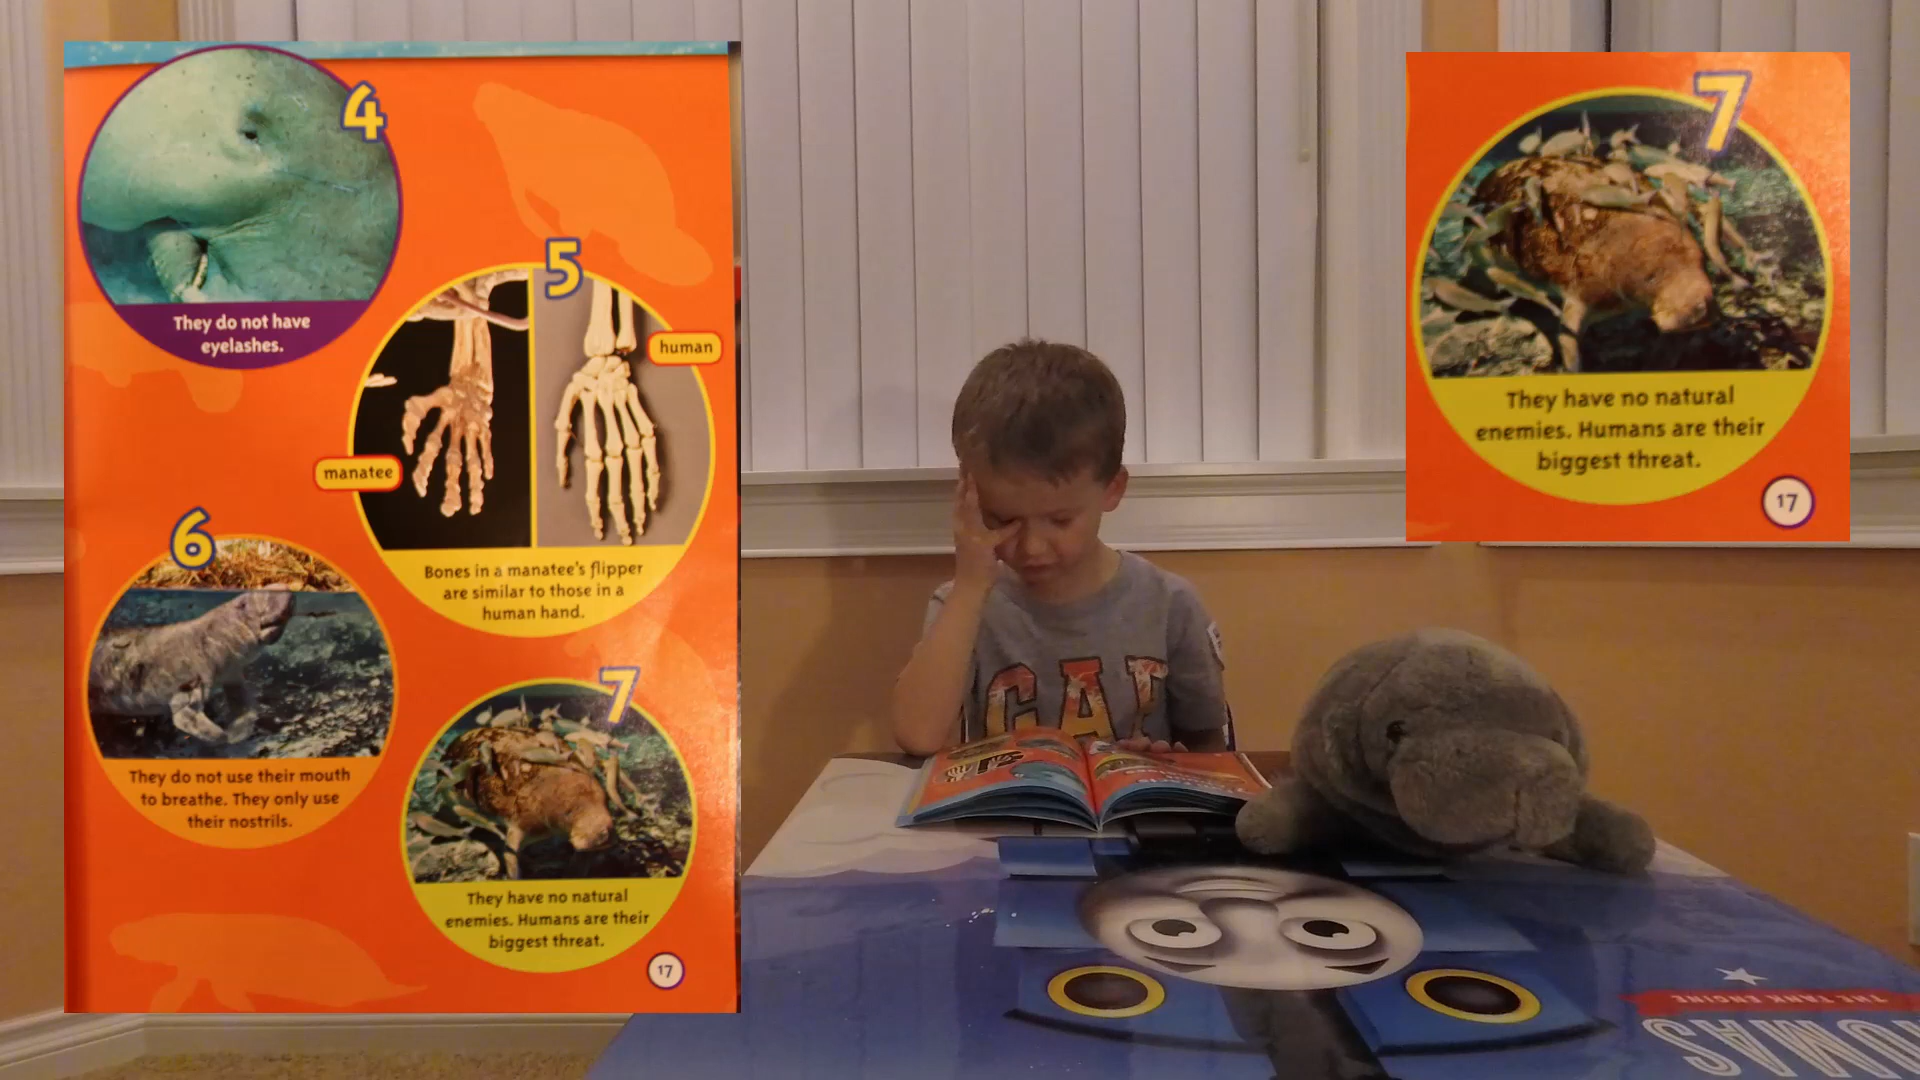 4
They do not have
eyelashes.
5
human
manatee
Bones in a manatee's flipper
are similar to those in a
human hand.
6
They do not use their mouth
to breathe. They only use
their nostrils.
7
They have no natural
enemies. Humans are their
biggest threat.
17
7
They have no natural
enemies. Humans are their
biggest threat.
17
GAP
THE TANK ENGINE